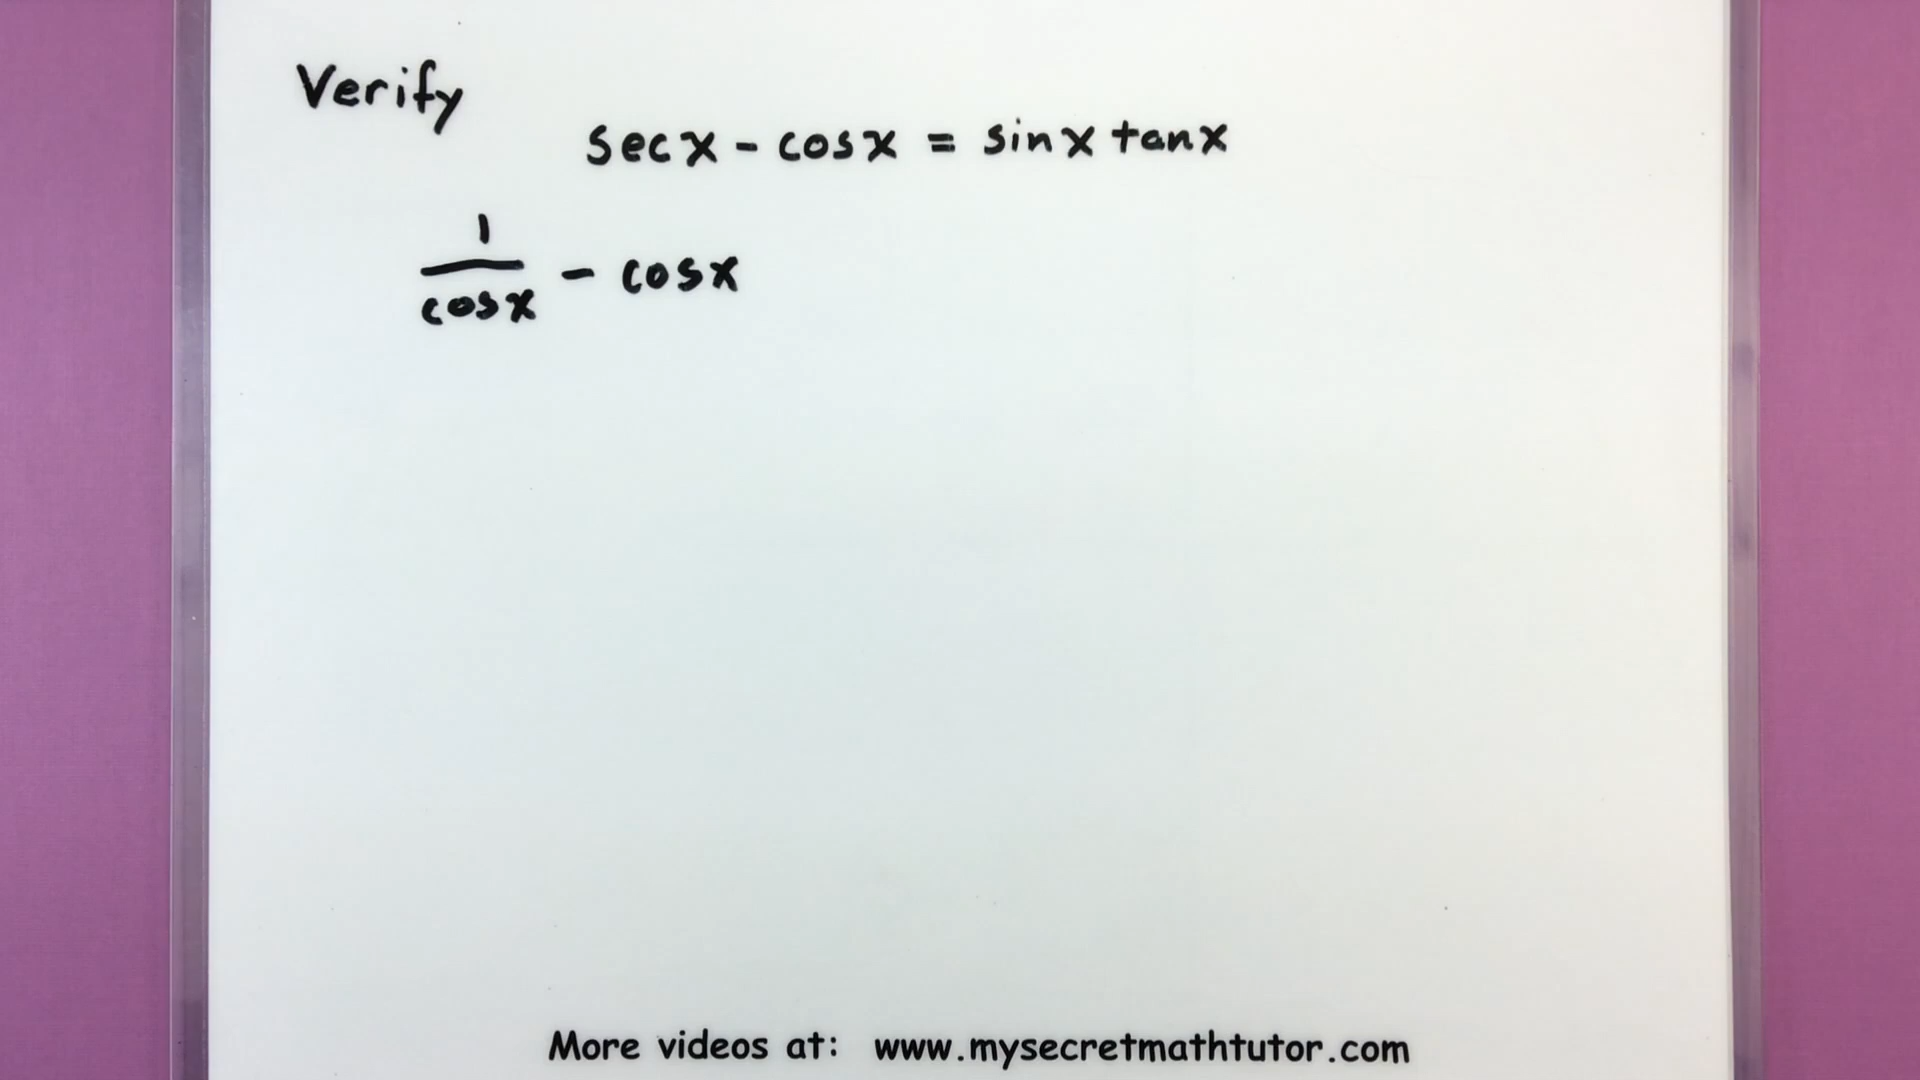 Verify
sec x - cos x = sin x tan x
1
cos x - cos x
More videos at: www.mysecretmathtutor.com